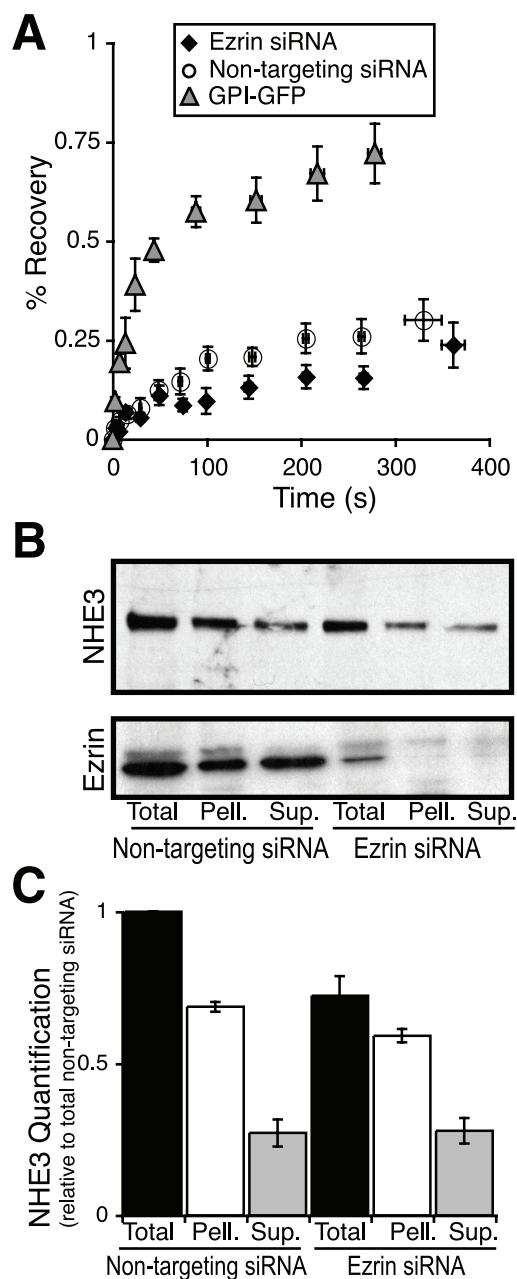 A
Ezrin siRNA
Non-targeting siRNA
GPI-GFP
% Recovery
1
0.75
0.5
0.25
0
0
100
200
300
400
Time (s)
B
NHE3
Ezrin
Total Pell. Sup. Total Pell. Sup.
Non-targeting siRNA Ezrin siRNA
C
NHE3 Quantification
(relative to total non-targeting siRNA)
1
0.5
0
Total Pell. Sup. Total Pell. Sup.
Non-targeting siRNA Ezrin siRNA